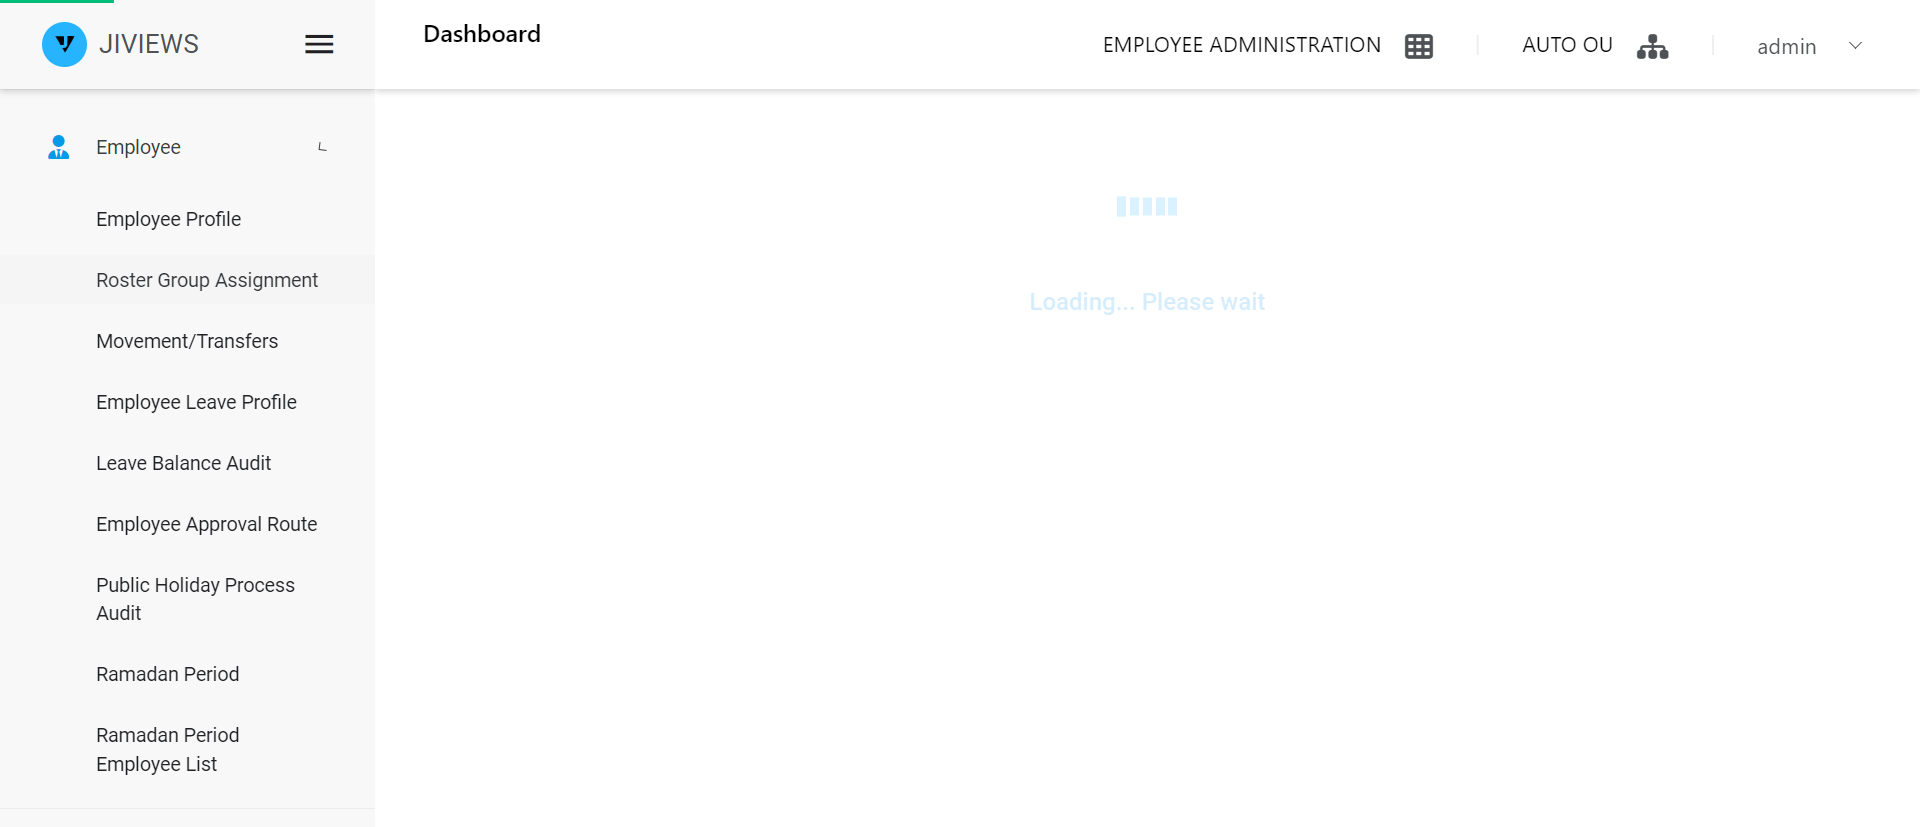 JIVIEWS
Dashboard
EMPLOYEE ADMINISTRATION
AUTO OU
admin
Employee
Employee Profile
Roster Group Assignment
Movement/Transfers
Employee Leave Profile
Leave Balance Audit
Employee Approval Route
Public Holiday Process
Audit
Ramadan Period
Ramadan Period
Employee List
Loading... Please wait